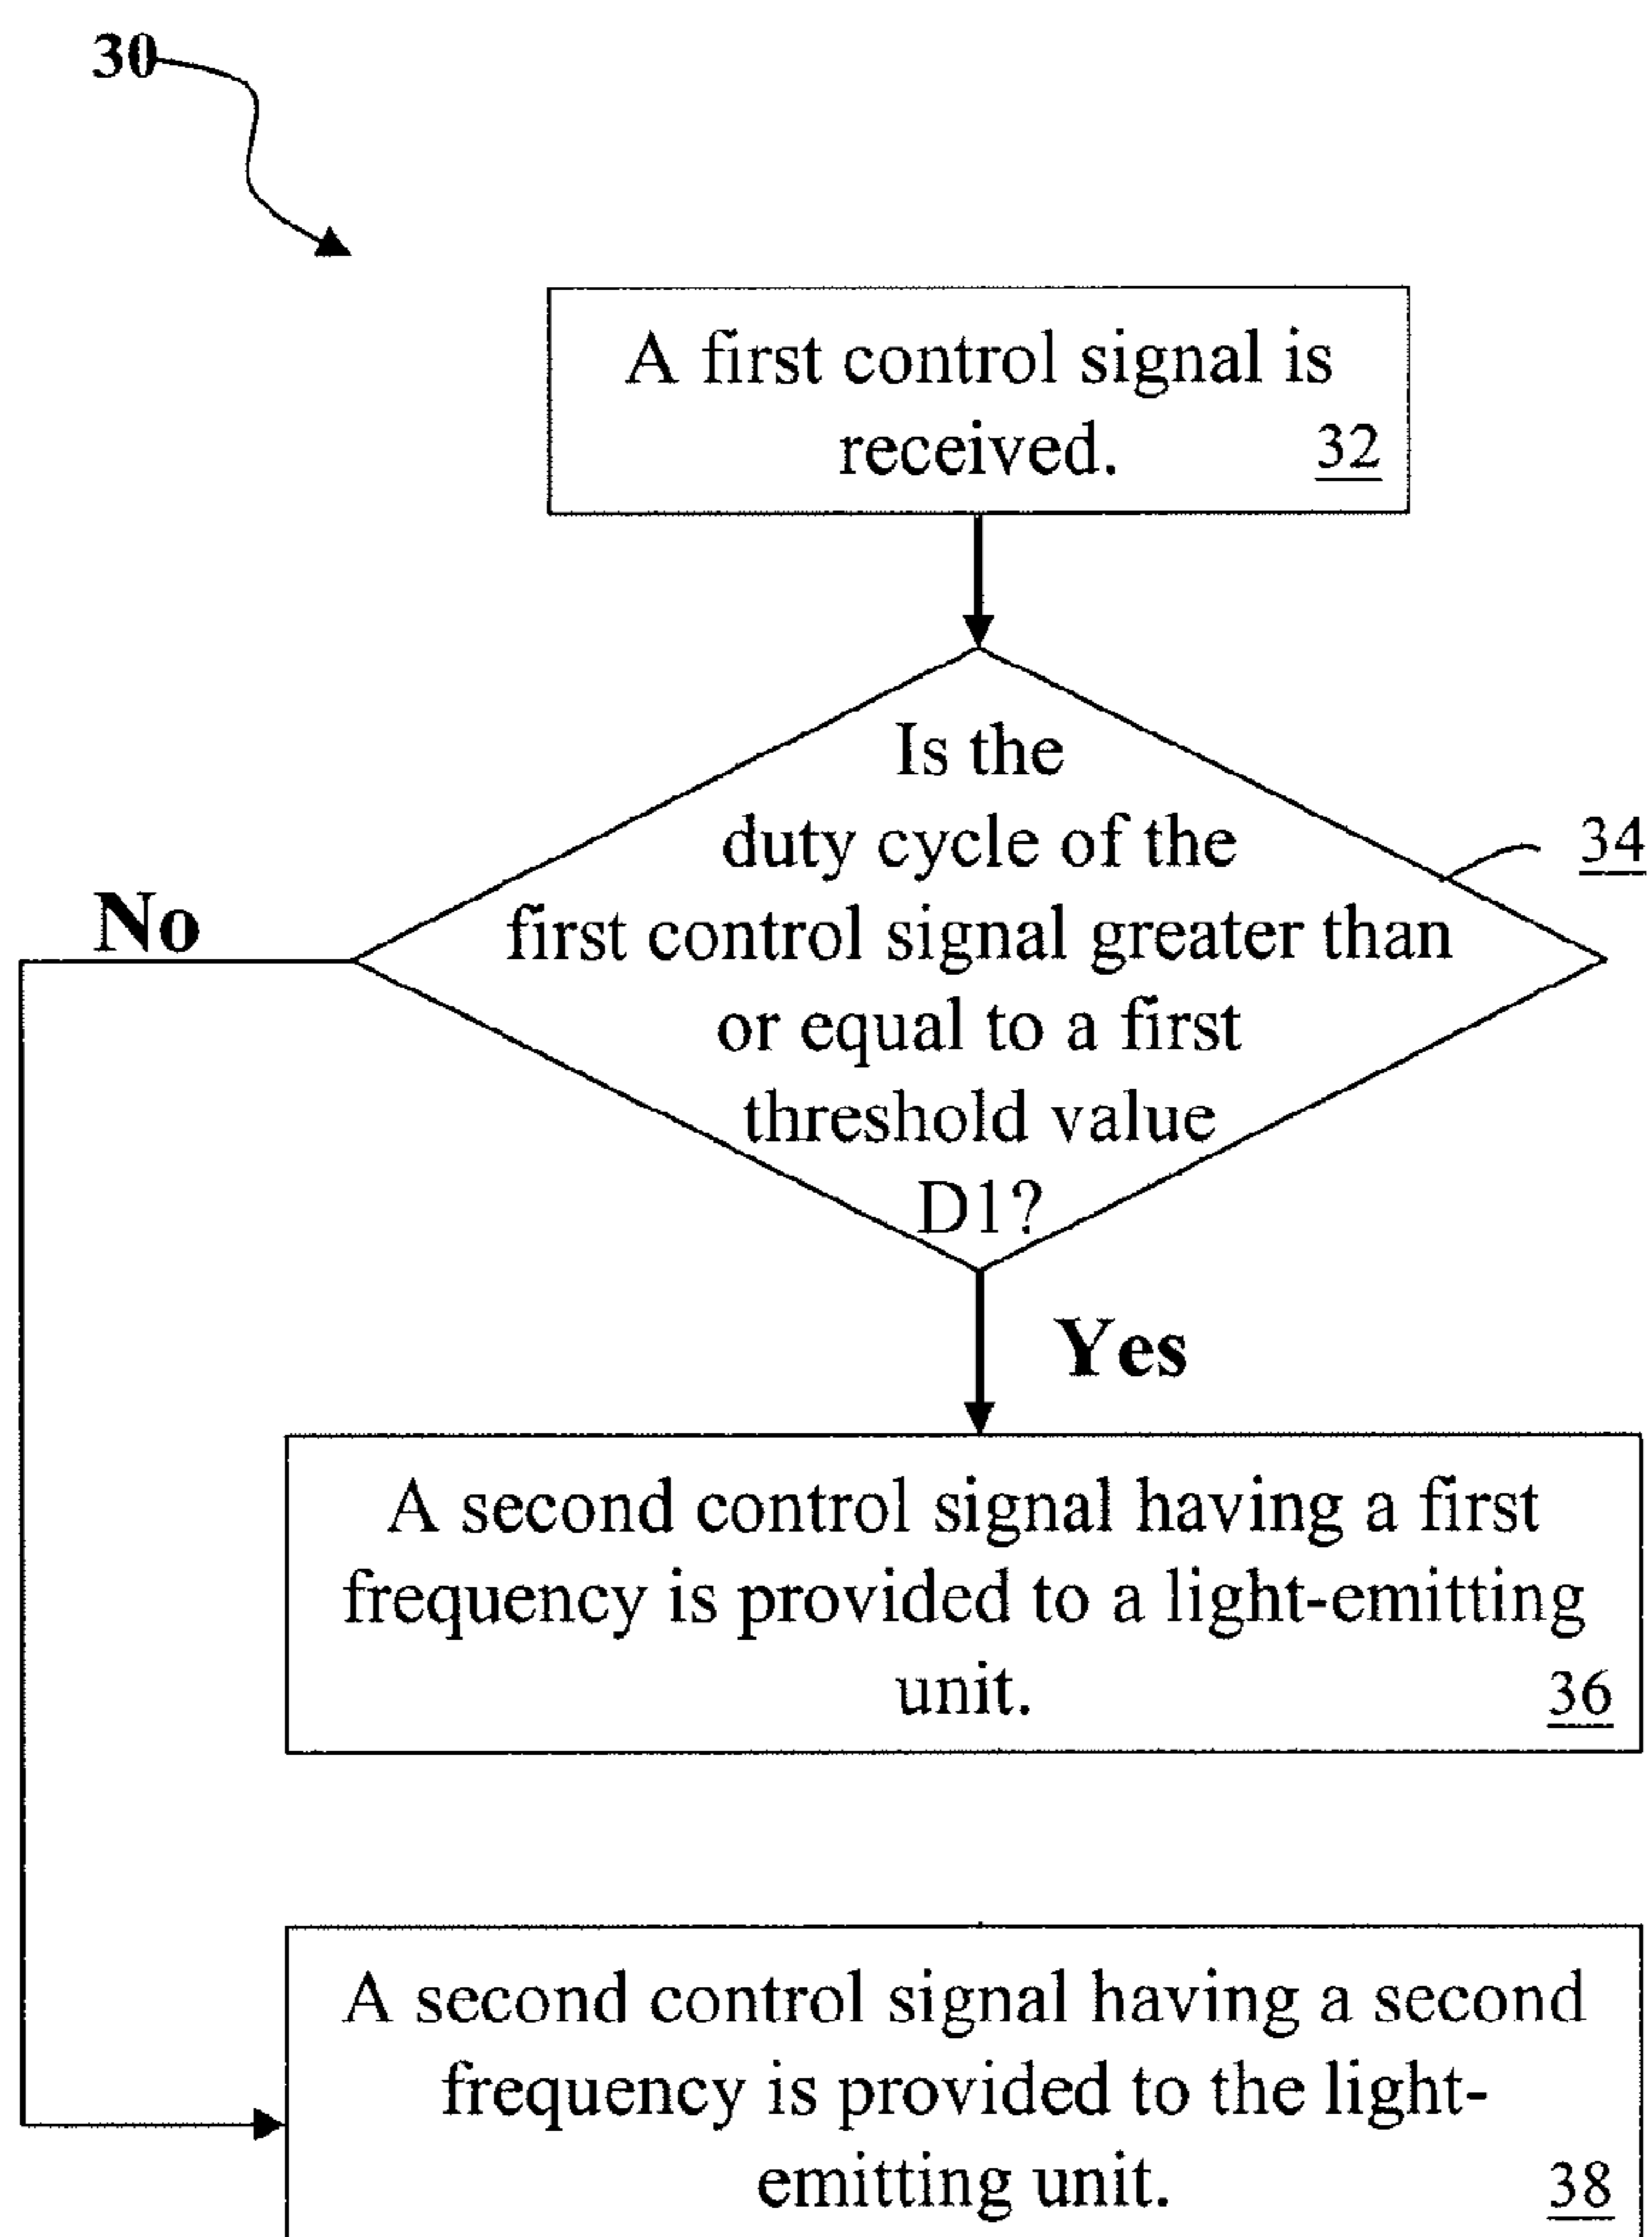 30
A first control signal is
received. 32
Is the
duty cycle of the
first control signal greater than
or equal to a first
threshold value
D1?
34
No
Yes
A second control signal having a first
frequency is provided to a light-emitting
unit. 36
A second control signal having a second
frequency is provided to the light-
emitting unit. 38